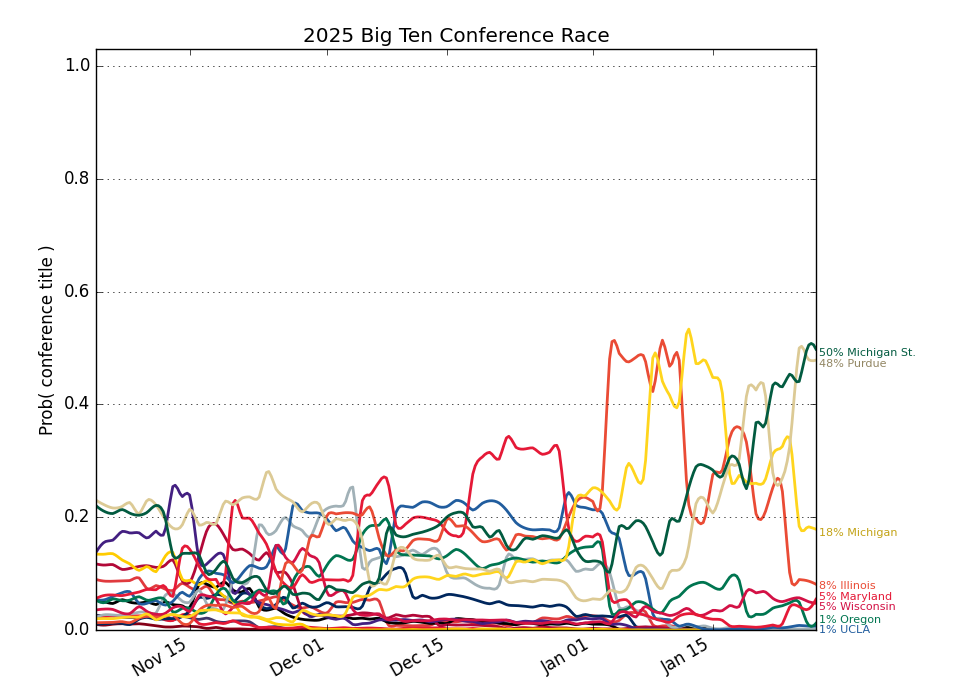 2025 Big Ten Conference Race
Prob( conference title )
1.0
0.8
0.6
0.4
0.2
0.0
Nov 15
Dec 01
Dec 15
Jan 01
Jan 15
50% Michigan St.
48% Purdue
18% Michigan
8% Illinois
5% Maryland
5% Wisconsin
1% Oregon
1% UCLA